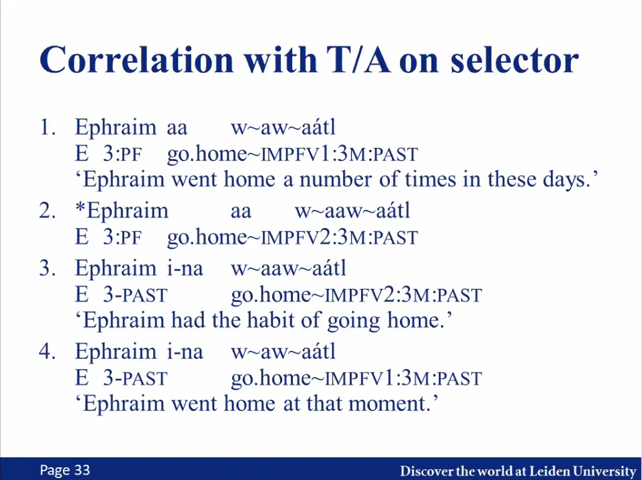 Correlation with T/A on selector
1. Ephraim aa w~aw~aátl
E 3:PF go.home~IMPFV1:3M:PAST
‘Ephraim went home a number of times in these days.’
2. *Ephraim aa w~aaw~aátl
E 3:PF go.home~IMPFV2:3M:PAST
3. Ephraim i-na w~aaw~aátl
E 3-PAST go.home~IMPFV2:3M:PAST
‘Ephraim had the habit of going home.’
4. Ephraim i-na w~aw~aátl
E 3-PAST go.home~IMPFV1:3M:PAST
‘Ephraim went home at that moment.’
Page 33 Discover the world at Leiden University